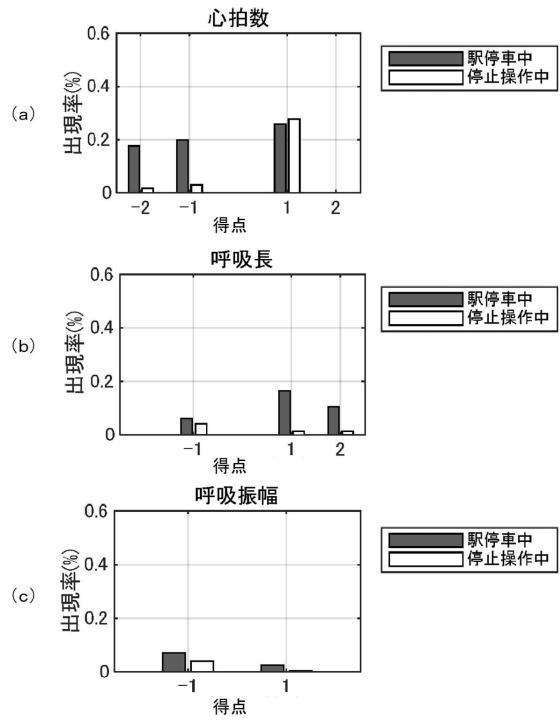 心拍数
(a)
出現率(%)
0.6
0.4
0.2
0
-2
-1
1
2
得点
駅停車中
停止操作中
呼吸長
(b)
出現率(%)
0.6
0.4
0.2
0
-1
1
2
得点
駅停車中
停止操作中
呼吸振幅
(c)
出現率(%)
0.6
0.4
0.2
0
-1
1
得点
駅停車中
停止操作中